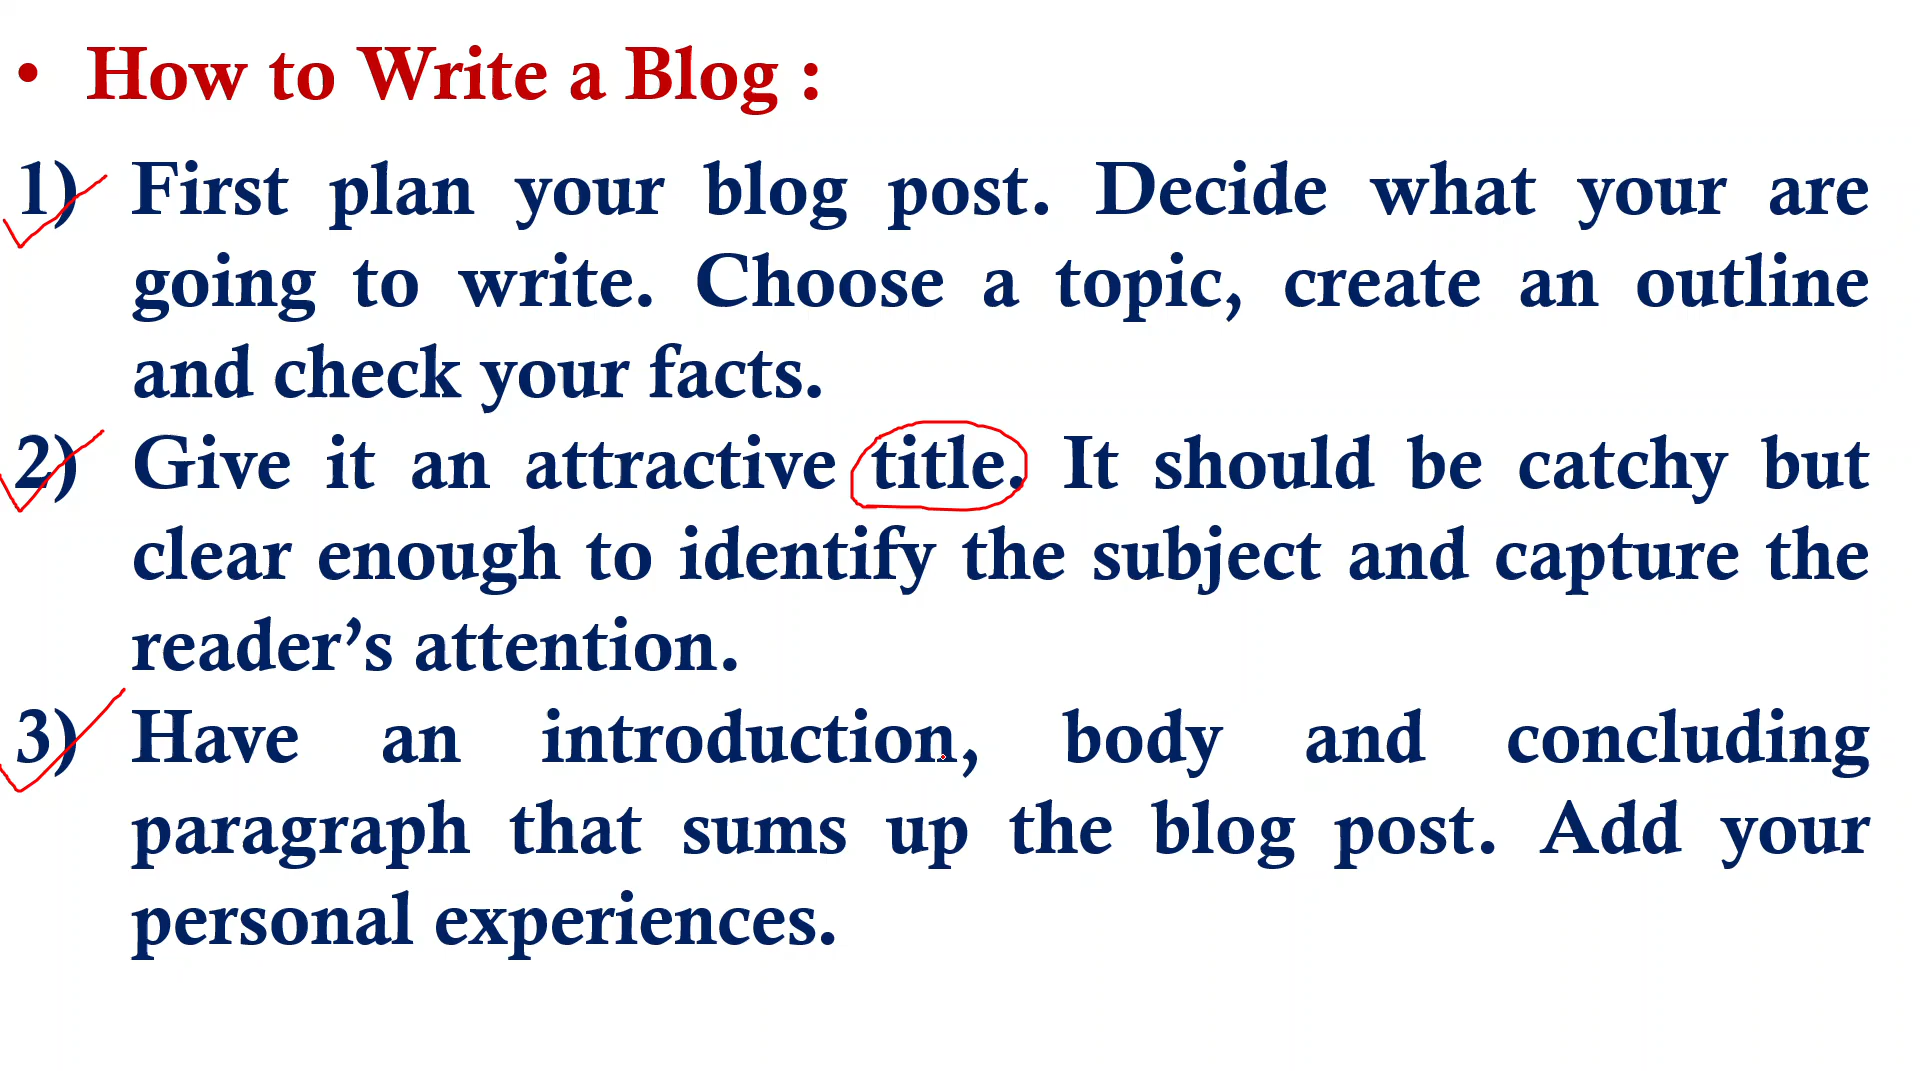 • How to Write a Blog :
1) First plan your blog post. Decide what your are
going to write. Choose a topic, create an outline
and check your facts.
2) Give it an attractive title. It should be catchy but
clear enough to identify the subject and capture the
reader’s attention.
3) Have an introduction, body and concluding
paragraph that sums up the blog post. Add your
personal experiences.